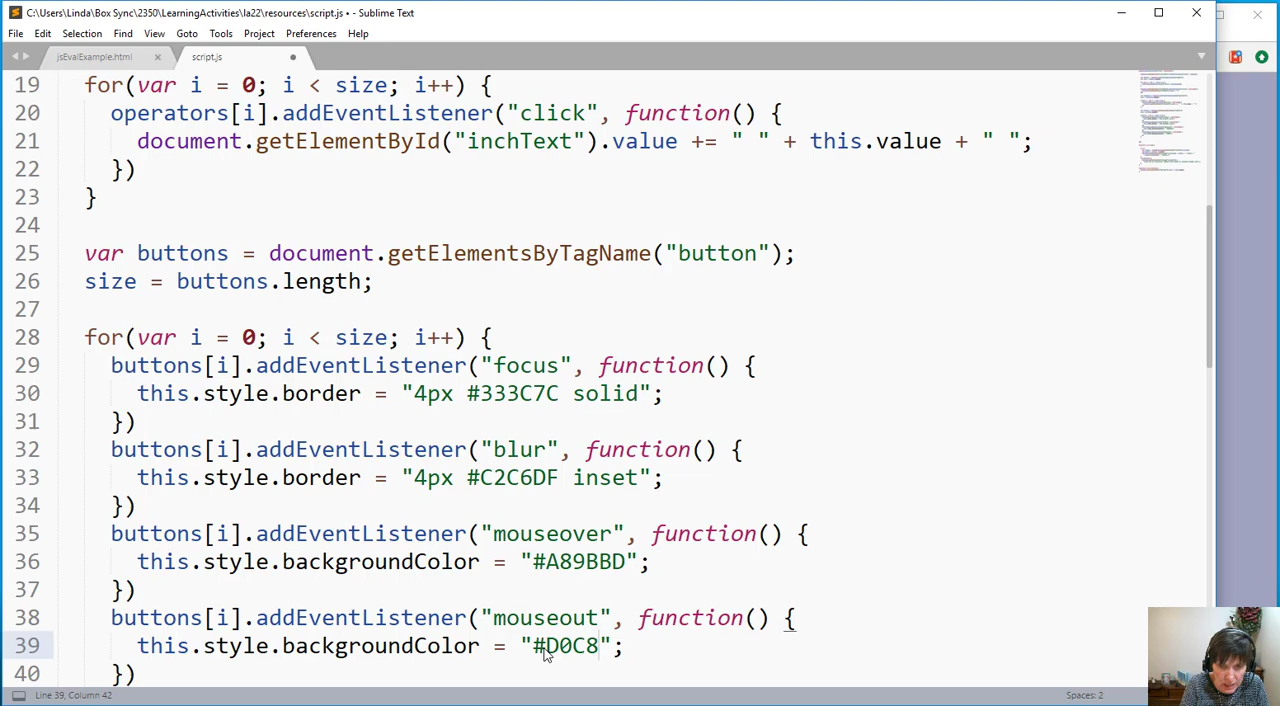 C:\Users\Linda\Box Sync\2350\LearningActivities\la22\resources\script.js • - Sublime Text
File Edit Selection Find View Goto Tools Project Preferences Help
jsEvalExample.html script.js
19 for(var i = 0; i < size; i++) {
20 operators[i].addEventListener("click", function() {
21 document.getElementById("inchText").value += " " + this.value + " ";
22 })
23 }
24
25 var buttons = document.getElementsByTagName("button");
26 size = buttons.length;
27
28 for(var i = 0; i < size; i++) {
29 buttons[i].addEventListener("focus", function() {
30 this.style.border = "4px #333C7C solid";
31 })
32 buttons[i].addEventListener("blur", function() {
33 this.style.border = "4px #C2C6DF inset";
34 })
35 buttons[i].addEventListener("mouseover", function() {
36 this.style.backgroundColor = "#A89BBD";
37 })
38 buttons[i].addEventListener("mouseout", function() {
39 this.style.backgroundColor = "#D0C8";
40 })
Line 39, Column 42 Spaces: 2